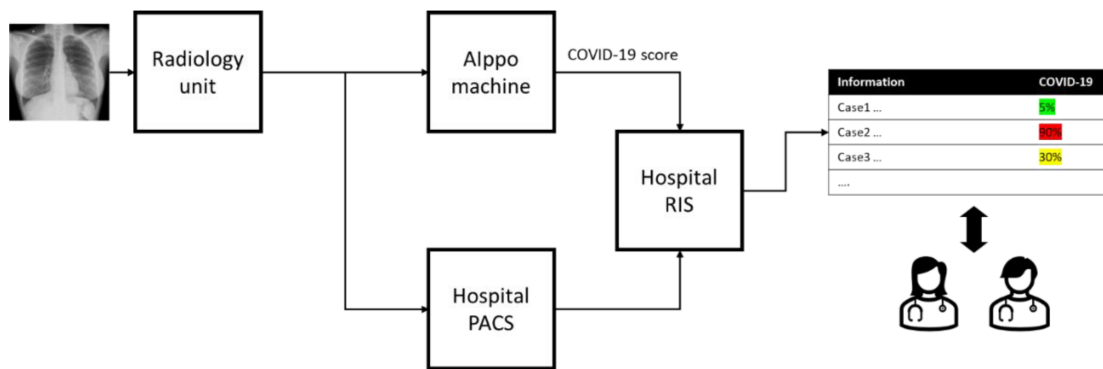 Radiology
unit
AIppo
machine
COVID-19 score
Hospital
RIS
Hospital
PACS
Information COVID-19
Case1 ... 5%
Case2 ... 90%
Case3 ... 30%
....